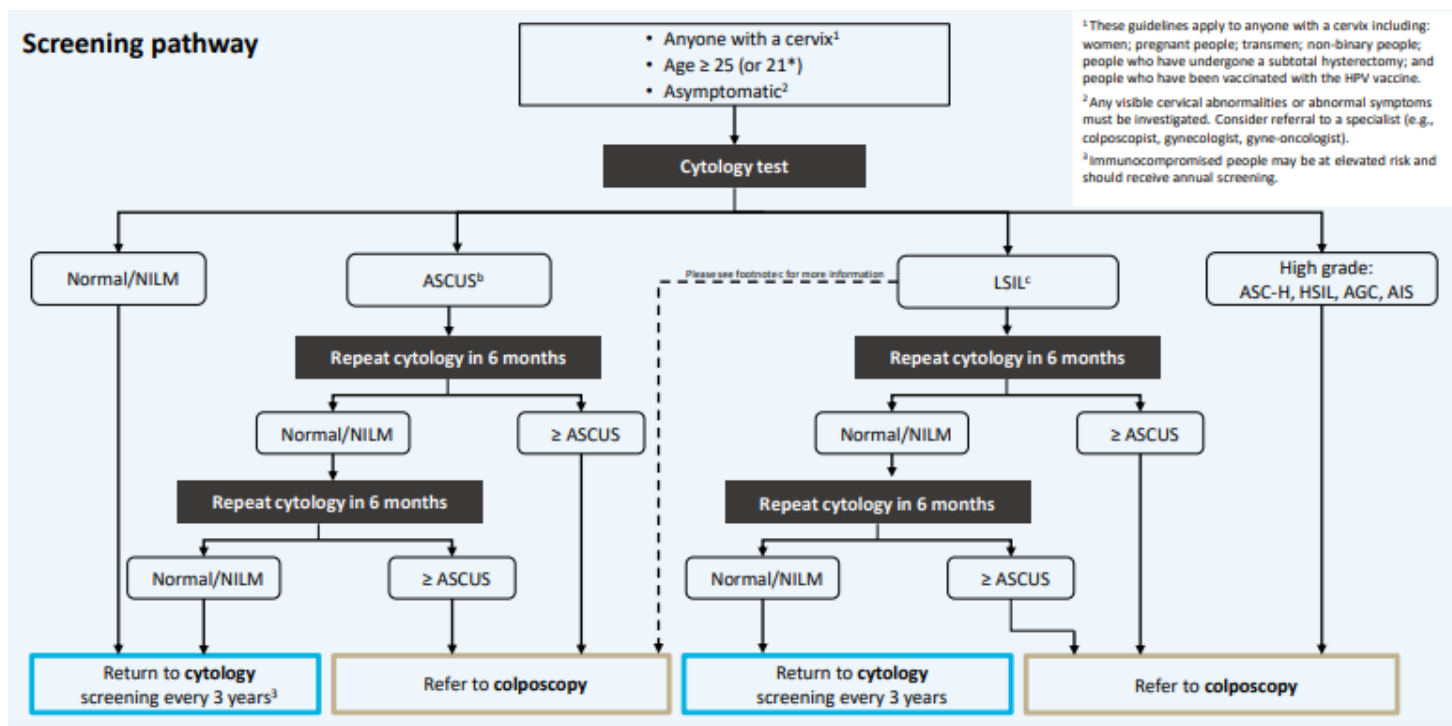 Screening pathway
• Anyone with a cervix¹
• Age ≥ 25 (or 21*)
• Asymptomatic²
¹These guidelines apply to anyone with a cervix including:
women; pregnant people; transmen; non-binary people;
people who have undergone a subtotal hysterectomy; and
people who have been vaccinated with the HPV vaccine.
²Any visible cervical abnormalities or abnormal symptoms
must be investigated. Consider referral to a specialist (e.g.,
colposcopist, gynecologist, gyne-oncologist).
³Immunocompromised people may be at elevated risk and
should receive annual screening.
Cytology test
Normal/NILM
ASCUSᵇ
Please see footnote c for more information
LSILᶜ
High grade:
ASC-H, HSIL, AGC, AIS
Repeat cytology in 6 months
Repeat cytology in 6 months
Normal/NILM
≥ ASCUS
Normal/NILM
≥ ASCUS
Repeat cytology in 6 months
Repeat cytology in 6 months
Normal/NILM
≥ ASCUS
Normal/NILM
≥ ASCUS
Return to cytology
screening every 3 years³
Refer to colposcopy
Return to cytology
screening every 3 years
Refer to colposcopy